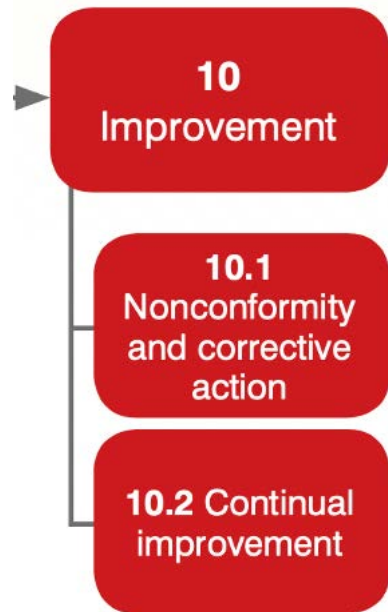 10
Improvement
10.1
Nonconformity
and corrective
action
10.2 Continual
improvement